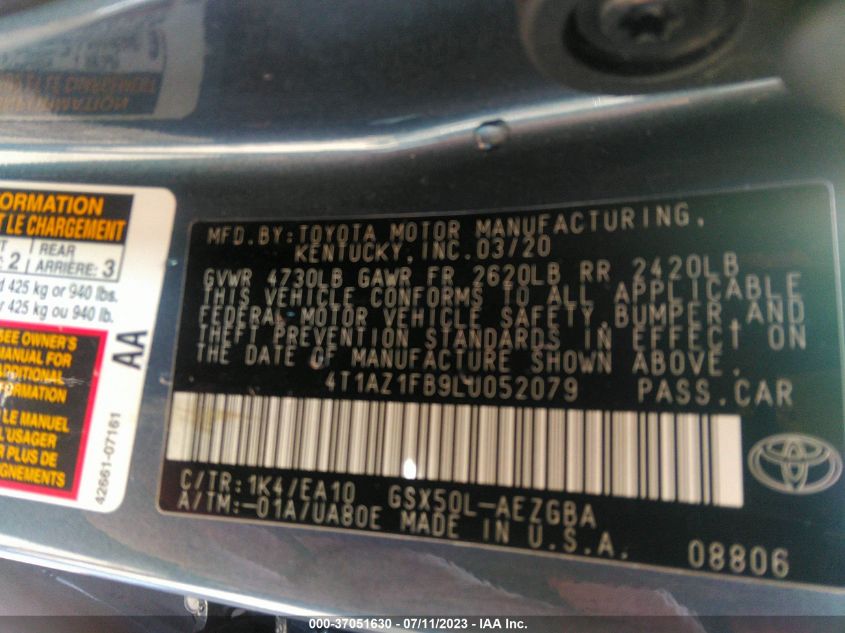 ORMATION
T LE CHARGEMENT
REAR
2 ARRIÈRE: 3
425 kg or 940 lbs.
425 kg ou 940 lb.
SEE OWNER'S
MANUAL FOR
ADDITIONAL
INFORMATION
LE MANUEL
L'USAGER
PLUS DE
GNEMENTS
AA
42661-07161
MFD.BY:TOYOTA MOTOR MANUFACTURING,
KENTUCKY,INC.03/20
GVWR 4730LB GAWR FR 2620LB RR 2420LB
THIS VEHICLE CONFORMS TO ALL APPLICABLE
FEDERAL MOTOR VEHICLE SAFETY,BUMPER,AND
THEFT PREVENTION STANDARDS IN EFFECT ON
THE DATE OF MANUFACTURE SHOWN ABOVE.
4T1AZ1FB9LU052079 PASS.CAR
C/TR:1K4/EA10 GSX50L-AEZGBA
A/TM:-01A/UA80E MADE IN U.S.A.
08806
000-37051630 - 07/11/2023 - IAA Inc.